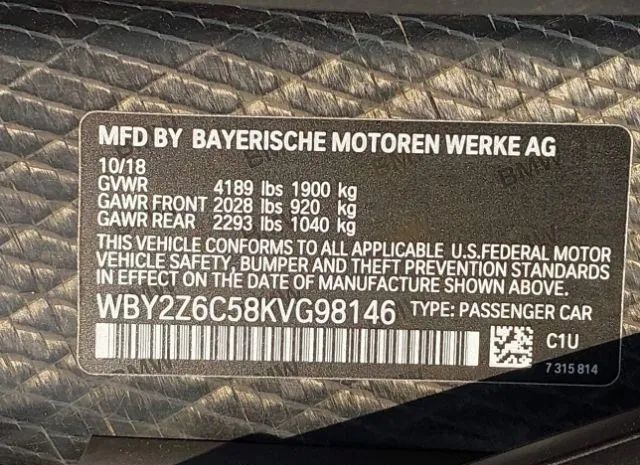 MFD BY BAYERISCHE MOTOREN WERKE AG
10/18
GVWR 4189 lbs 1900 kg
GAWR FRONT 2028 lbs 920 kg
GAWR REAR 2293 lbs 1040 kg
THIS VEHICLE CONFORMS TO ALL APPLICABLE U.S.FEDERAL MOTOR
VEHICLE SAFETY, BUMPER AND THEFT PREVENTION STANDARDS
IN EFFECT ON THE DATE OF MANUFACTURE SHOWN ABOVE.
WBY2Z6C58KVG98146 TYPE: PASSENGER CAR
C1U
7 315 814